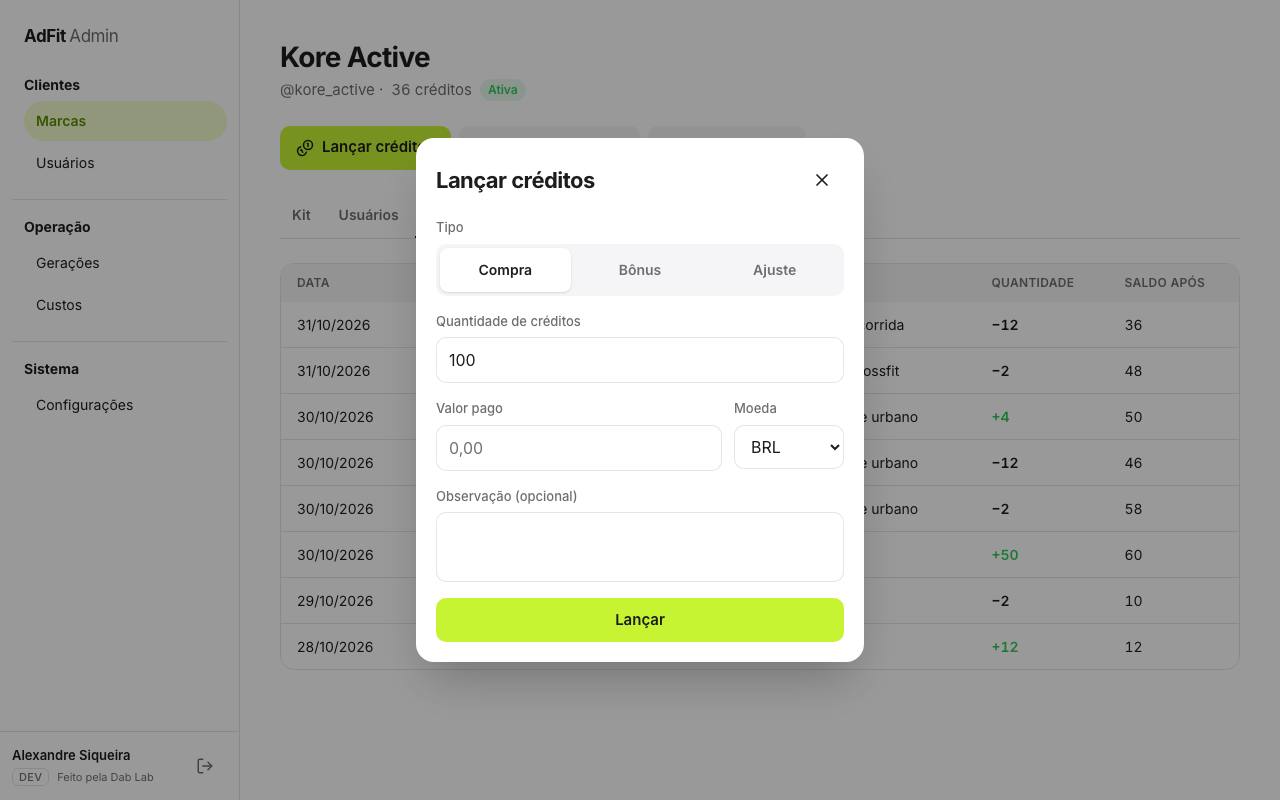 AdFit Admin
Clientes
Marcas
Usuários
Operação
Gerações
Custos
Sistema
Configurações
Alexandre Siqueira
DEV Feito pela Dab Lab
Kore Active
@kore_active · 36 créditos Ativa
Lançar
Kit Usuários
DATA QUANTIDADE SALDO APÓS
31/10/2026 −12 36
31/10/2026 −2 48
30/10/2026 urbano +4 50
30/10/2026 urbano −12 46
30/10/2026 urbano −2 58
30/10/2026 +50 60
29/10/2026 −2 10
28/10/2026 +12 12
Lançar créditos
Tipo
Compra Bônus Ajuste
Quantidade de créditos
100
Valor pago Moeda
0,00 BRL
Observação (opcional)
Lançar